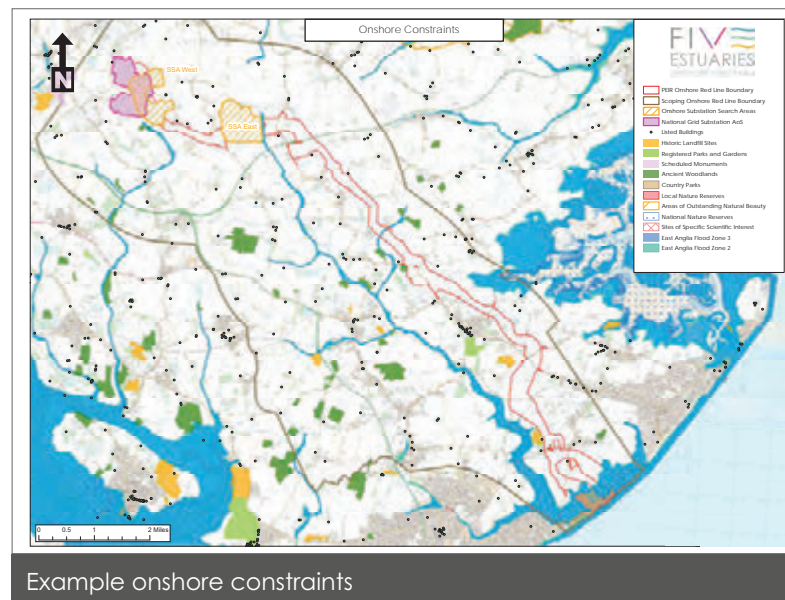 Onshore Constraints
FIVE
ESTUARIES
PEIR Onshore Red Line Boundary
Scoping Onshore Red Line Boundary
Onshore Substation Search Areas
National Grid Substation AoS
Listed Buildings
Historic Landfill Sites
Registered Parks and Gardens
Scheduled Monuments
Ancient Woodlands
Country Parks
Local Nature Reserves
Areas of Outstanding Natural Beauty
National Nature Reserves
Sites of Specific Scientific Interest
East Anglia Flood Zone 3
East Anglia Flood Zone 2
SSA West
N
SSA East
0 0.5 1 2 Miles
Example onshore constraints